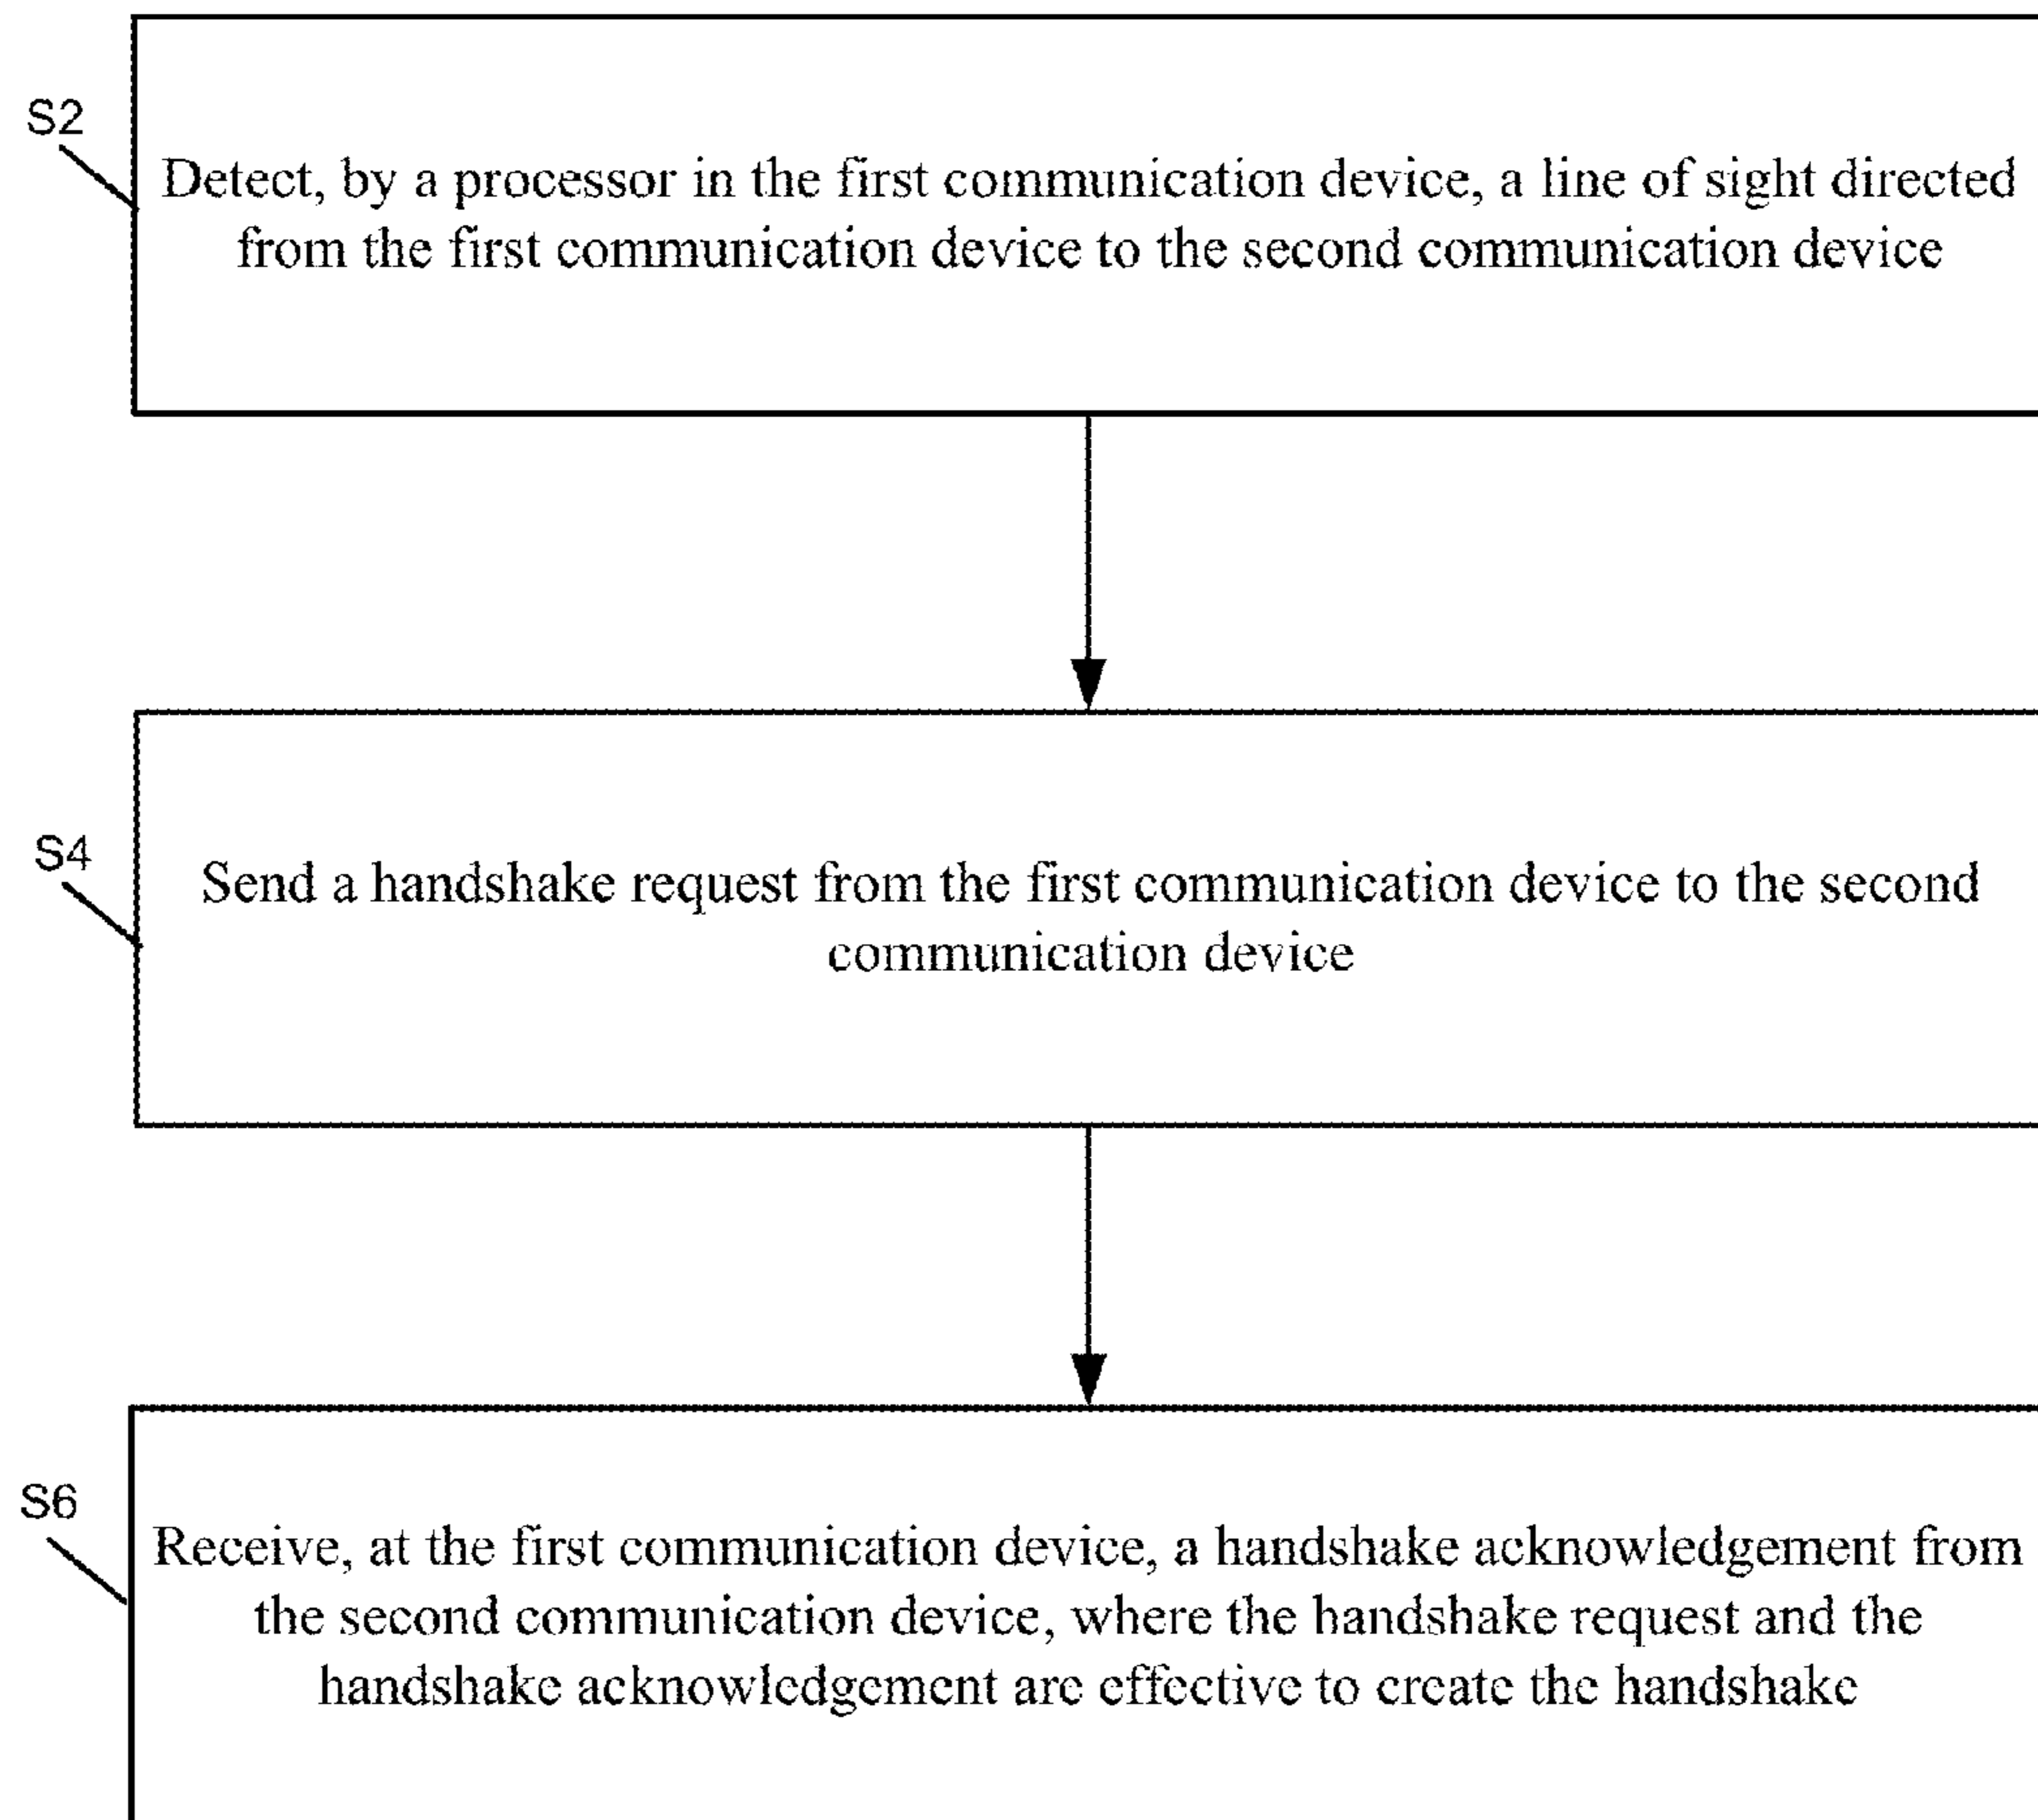 S2
Detect, by a processor in the first communication device, a line of sight directed
from the first communication device to the second communication device
S4
Send a handshake request from the first communication device to the second
communication device
S6
Receive, at the first communication device, a handshake acknowledgement from
the second communication device, where the handshake request and the
handshake acknowledgement are effective to create the handshake